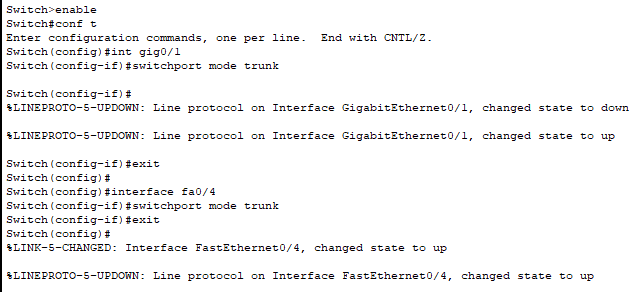 Switch>enable
Switch#conf t
Enter configuration commands, one per line.  End with CNTL/Z.
Switch(config)#int gig0/1
Switch(config-if)#switchport mode trunk
Switch(config-if)#
%LINEPROTO-5-UPDOWN: Line protocol on Interface GigabitEthernet0/1, changed state to down
%LINEPROTO-5-UPDOWN: Line protocol on Interface GigabitEthernet0/1, changed state to up
Switch(config-if)#exit
Switch(config)#
Switch(config)#interface fa0/4
Switch(config-if)#switchport mode trunk
Switch(config-if)#exit
Switch(config)#
%LINK-5-CHANGED: Interface FastEthernet0/4, changed state to up
%LINEPROTO-5-UPDOWN: Line protocol on Interface FastEthernet0/4, changed state to up